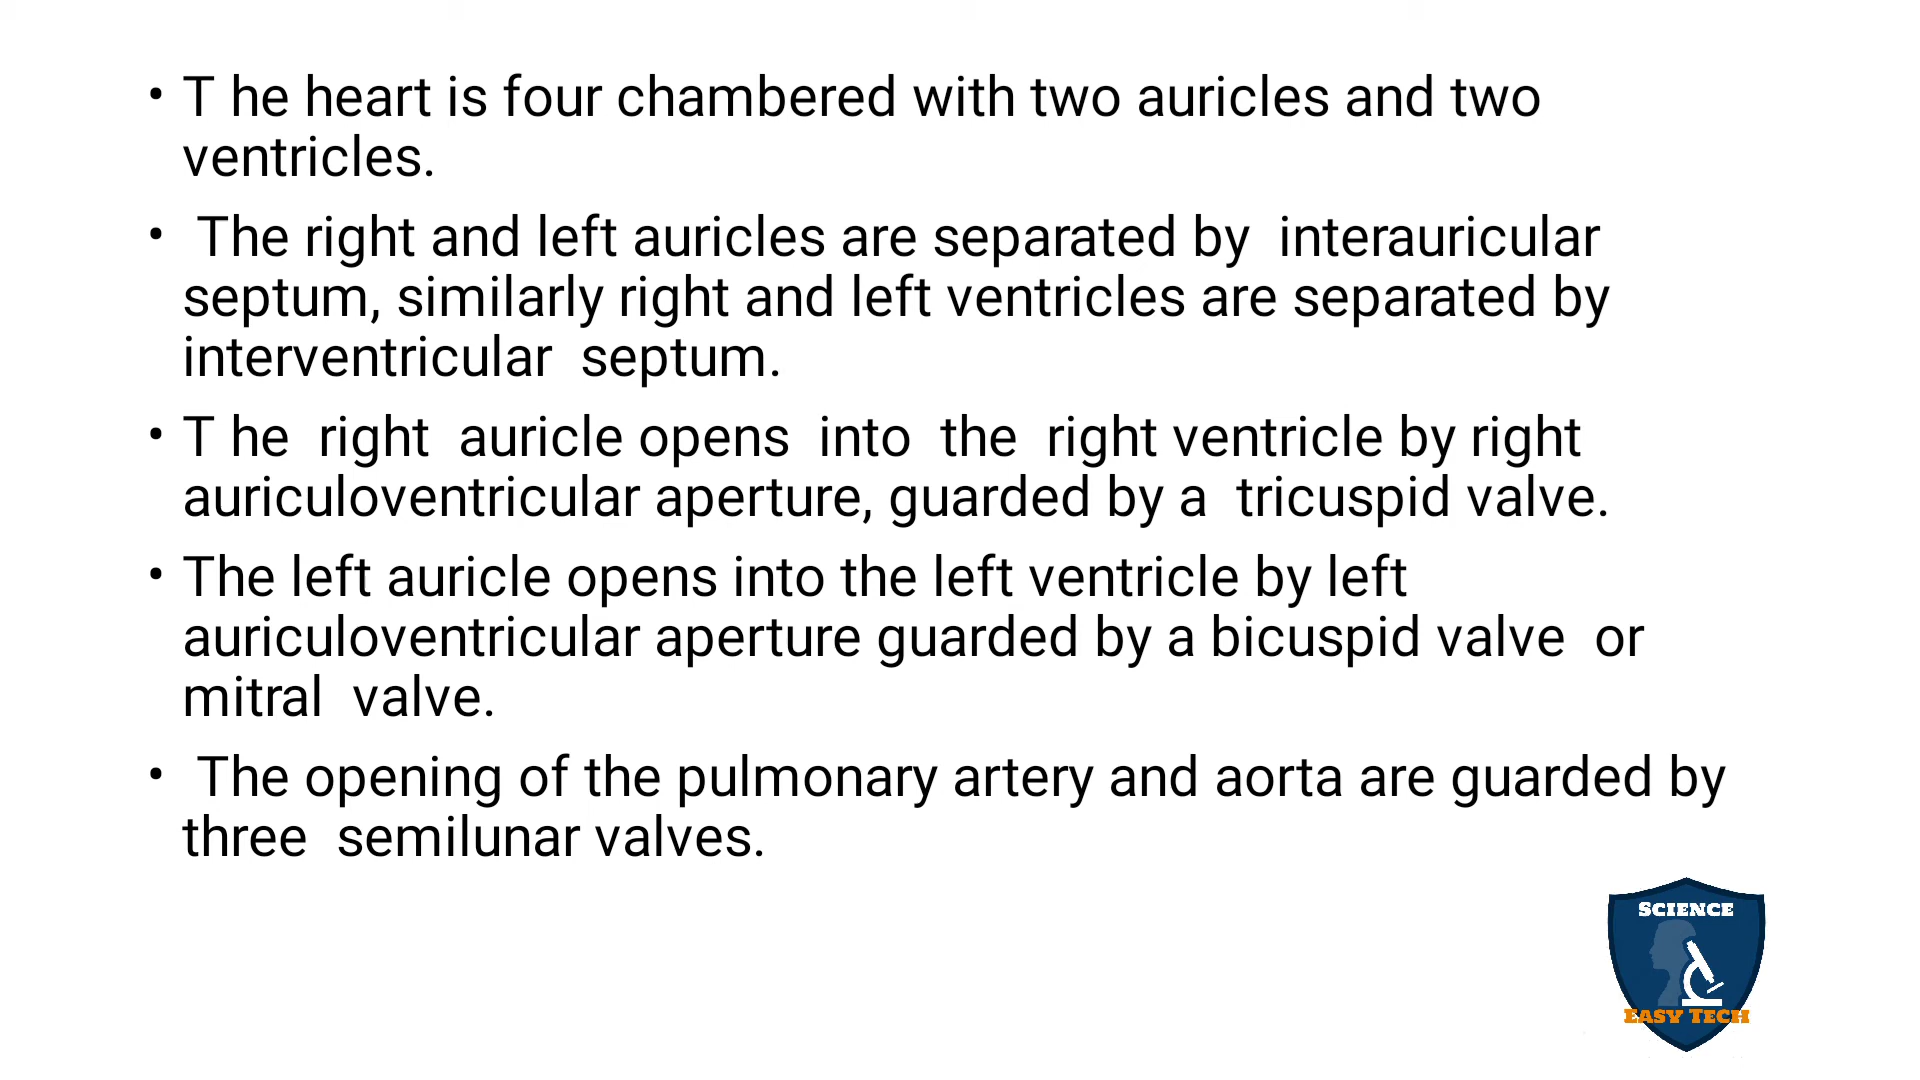 • T he heart is four chambered with two auricles and two
ventricles.
•  The right and left auricles are separated by  interauricular
septum, similarly right and left ventricles are separated by
interventricular  septum.
• T he  right  auricle opens  into  the  right ventricle by right
auriculoventricular aperture, guarded by a  tricuspid valve.
• The left auricle opens into the left ventricle by left
auriculoventricular aperture guarded by a bicuspid valve  or
mitral  valve.
•  The opening of the pulmonary artery and aorta are guarded by
three  semilunar valves.
SCIENCE
EASY TECH